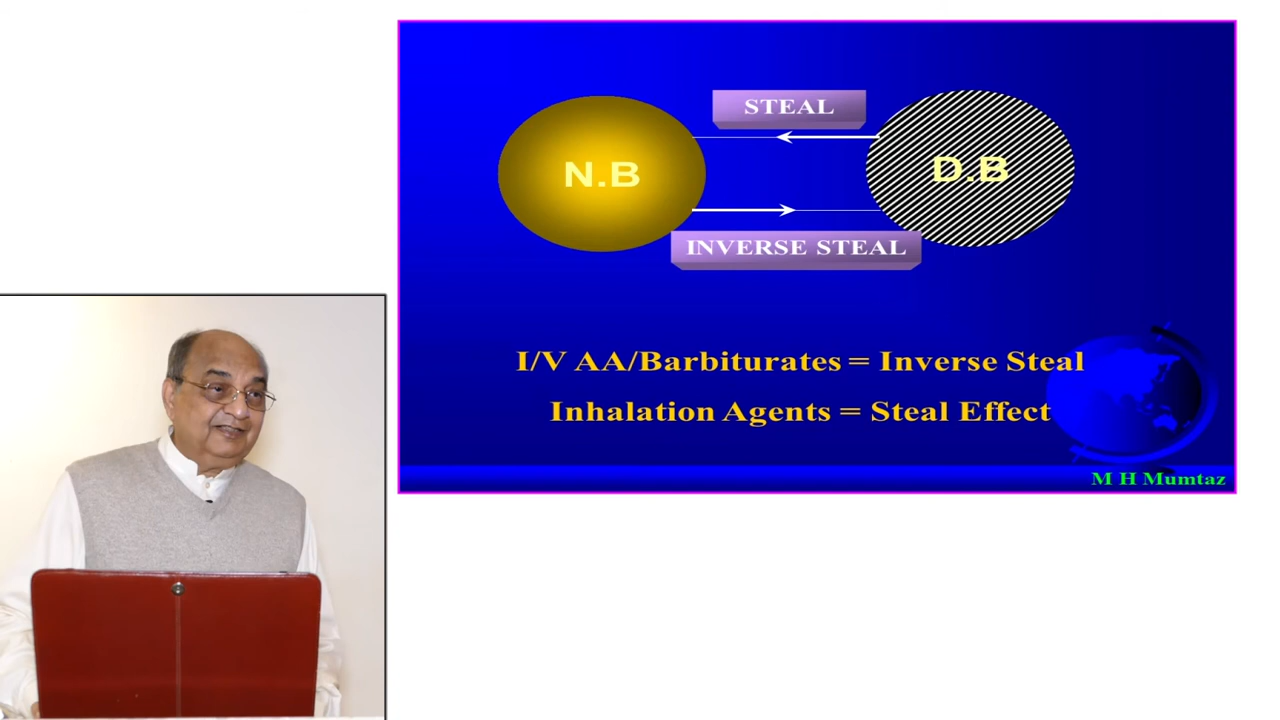 STEAL
N.B
D.B
INVERSE STEAL
I/V AA/Barbiturates = Inverse Steal
Inhalation Agents = Steal Effect
M H Mumtaz